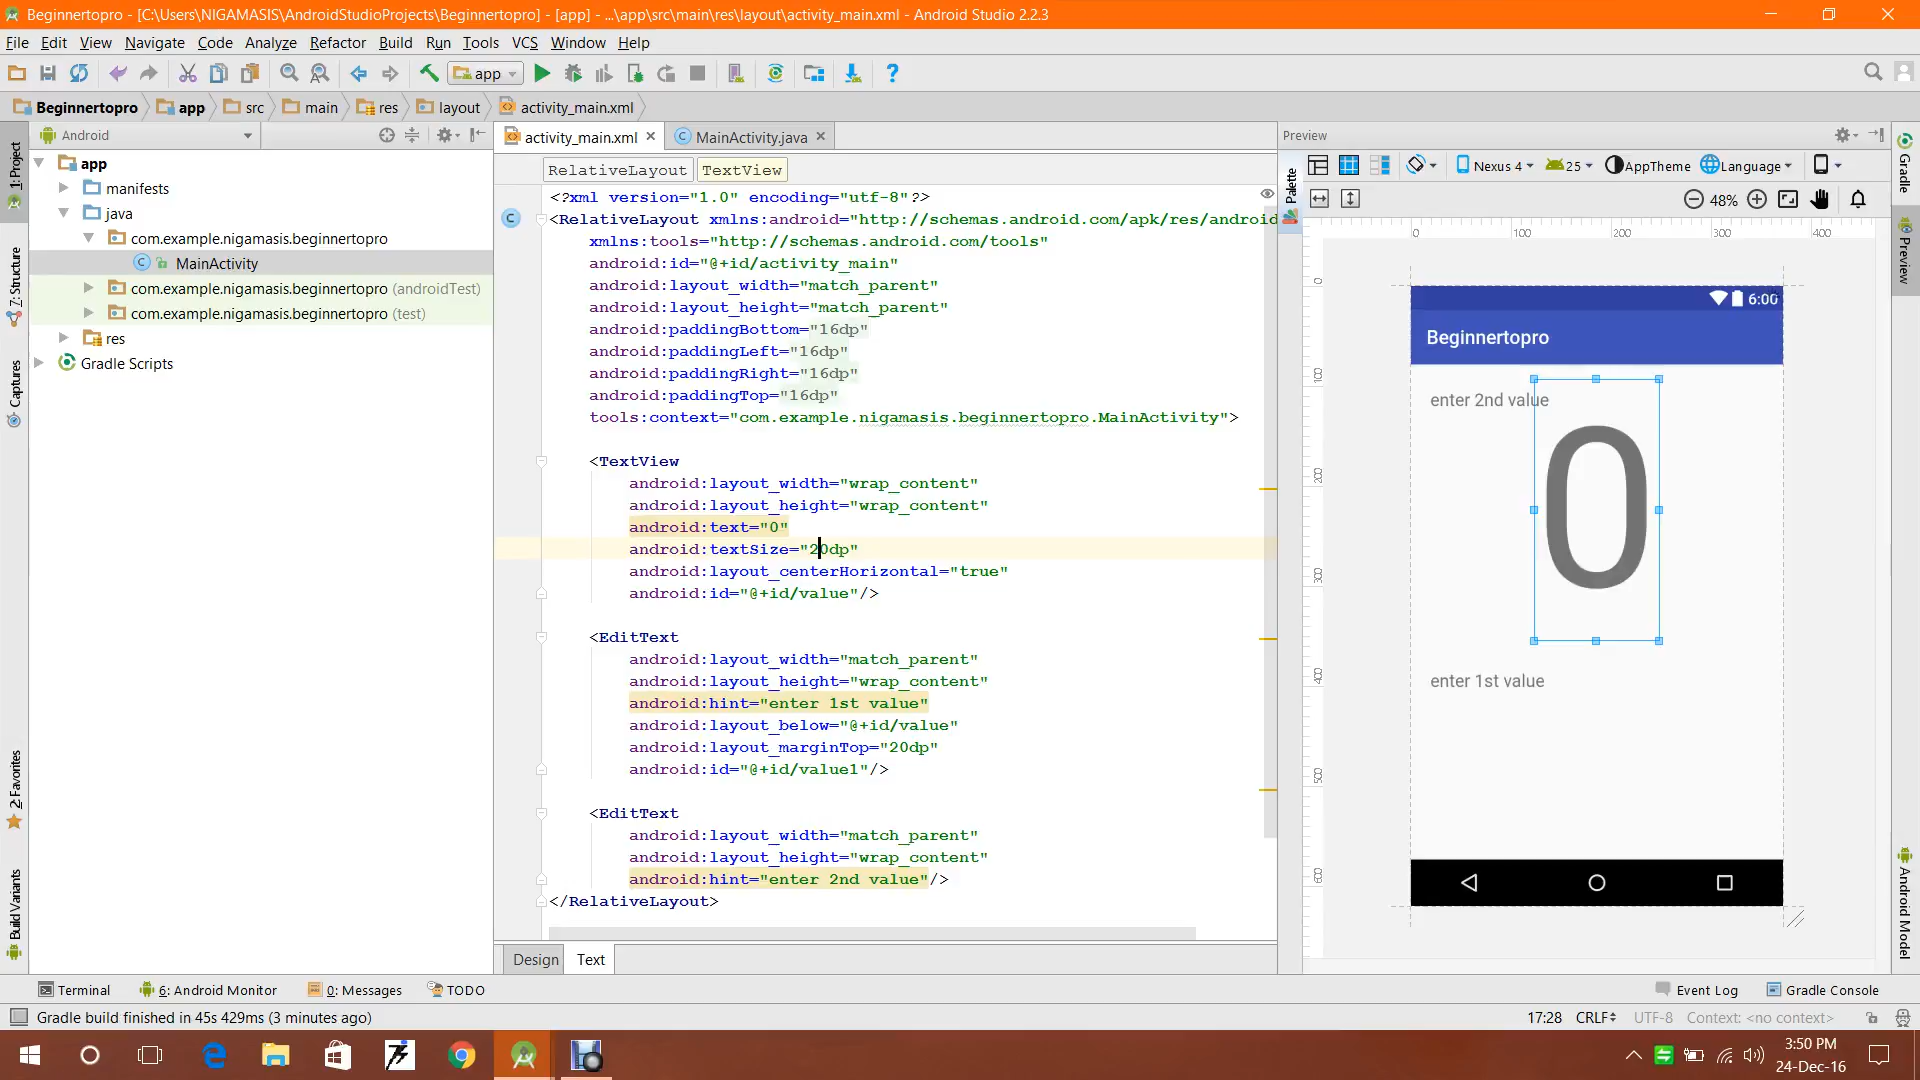 Beginnertopro - [C:\Users\NIGAMASIS\AndroidStudioProjects\Beginnertopro] - [app] - ...\app\src\main\res\layout\activity_main.xml - Android Studio 2.2.3
File Edit View Navigate Code Analyze Refactor Build Run Tools VCS Window Help
app
Beginnertopro app src main res layout activity_main.xml
Android
activity_main.xml MainActivity.java
Preview
1: Project
7: Structure
Captures
2: Favorites
Build Variants
app
manifests
java
com.example.nigamasis.beginnertopro
MainActivity
com.example.nigamasis.beginnertopro (androidTest)
com.example.nigamasis.beginnertopro (test)
res
Gradle Scripts
RelativeLayout TextView
<?xml version="1.0" encoding="utf-8"?>
<RelativeLayout xmlns:android="http://schemas.android.com/apk/res/android
xmlns:tools="http://schemas.android.com/tools"
android:id="@+id/activity_main"
android:layout_width="match_parent"
android:layout_height="match_parent"
android:paddingBottom="16dp"
android:paddingLeft="16dp"
android:paddingRight="16dp"
android:paddingTop="16dp"
tools:context="com.example.nigamasis.beginnertopro.MainActivity">
<TextView
android:layout_width="wrap_content"
android:layout_height="wrap_content"
android:text="0"
android:textSize="20dp"
android:layout_centerHorizontal="true"
android:id="@+id/value"/>
<EditText
android:layout_width="match_parent"
android:layout_height="wrap_content"
android:hint="enter 1st value"
android:layout_below="@+id/value"
android:layout_marginTop="20dp"
android:id="@+id/value1"/>
<EditText
android:layout_width="match_parent"
android:layout_height="wrap_content"
android:hint="enter 2nd value"/>
</RelativeLayout>
Design Text
Palette
Nexus 4 25 AppTheme Language
48%
0 100 200 300 400
0
100
200
300
400
500
600
6:00
Beginnertopro
enter 2nd value
0
enter 1st value
Gradle
Preview
Android Model
Terminal 6: Android Monitor 0: Messages TODO Event Log Gradle Console
Gradle build finished in 45s 429ms (3 minutes ago) 17:28 CRLF UTF-8 Context: <no context>
3:50 PM
24-Dec-16